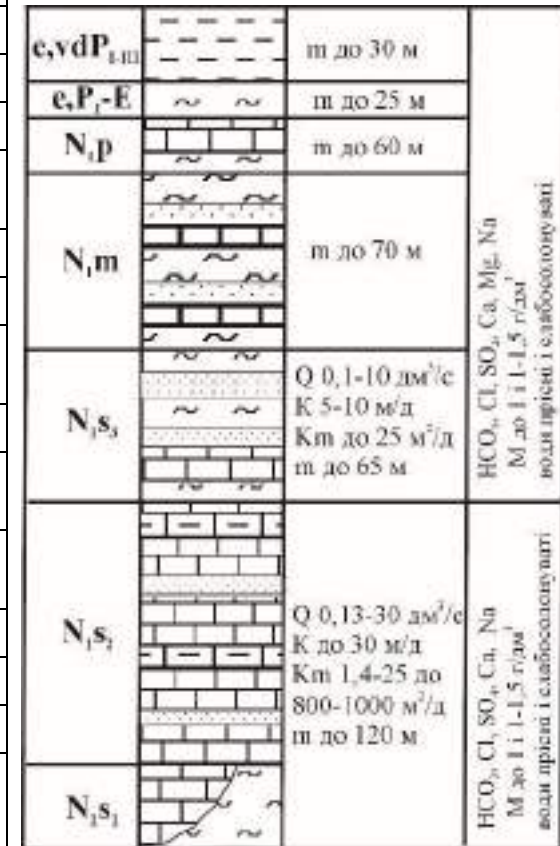 e,vdP I-III
m до 30 м
e,P₁-E
m до 25 м
N₁p
m до 60 м
N₁m
m до 70 м
N₁s₃
Q 0,1-10 дм³/с
К 5-10 м/д
Km до 25 м²/д
m до 65 м
HCO₃, Cl, SO₄, Ca, Mg, Na
М до 1 і 1-1,5 г/дм³
води прісні і слабосолонуваті
N₁s₂
Q 0,13-30 дм³/с
К до 30 м/д
Km 1,4-25 до
800-1000 м²/д
m до 120 м
N₁s₁
HCO₃, Cl, SO₄, Ca, Na
М до 1 і 1-1,5 г/дм³
води прісні і слабосолонуваті